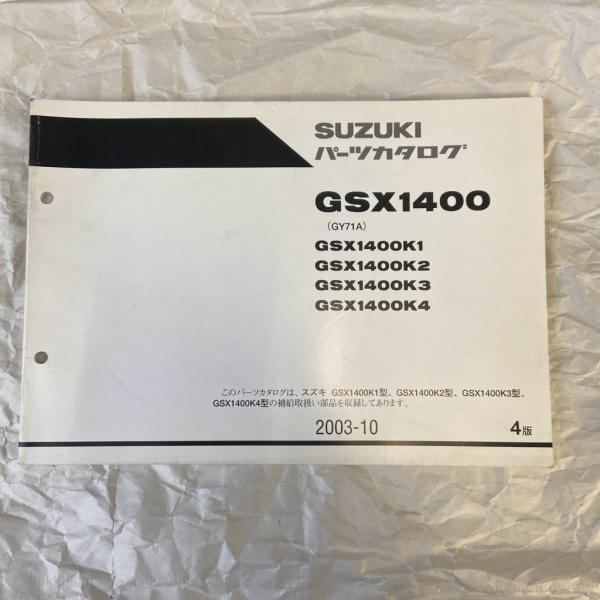 SUZUKI
パーツカタログ
GSX1400
(GY71A)
GSX1400K1
GSX1400K2
GSX1400K3
GSX1400K4
このパーツカタログは、スズキ GSX1400K1型、GSX1400K2型、GSX1400K3型、
GSX1400K4型の補給取扱い部品を収録してあります。
2003-10 4版